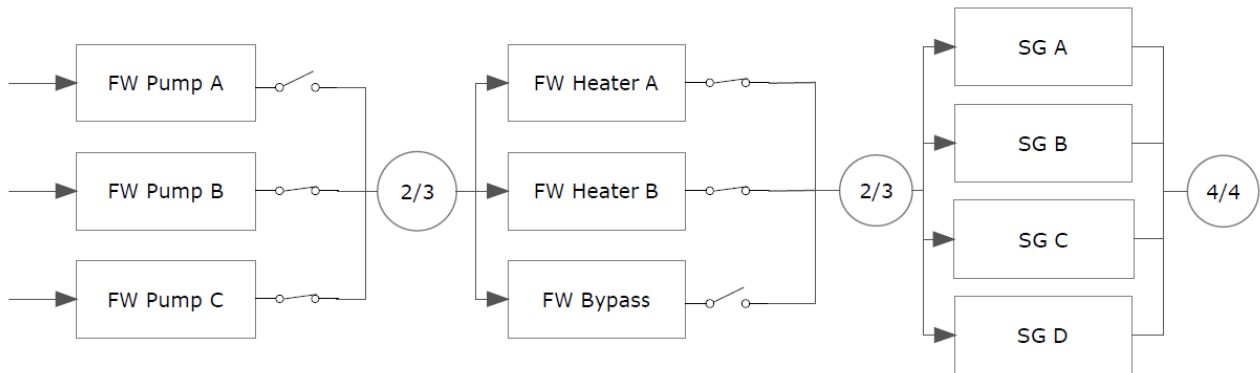 FW Pump A
FW Pump B
FW Pump C
2/3
FW Heater A
FW Heater B
FW Bypass
2/3
SG A
SG B
SG C
SG D
4/4